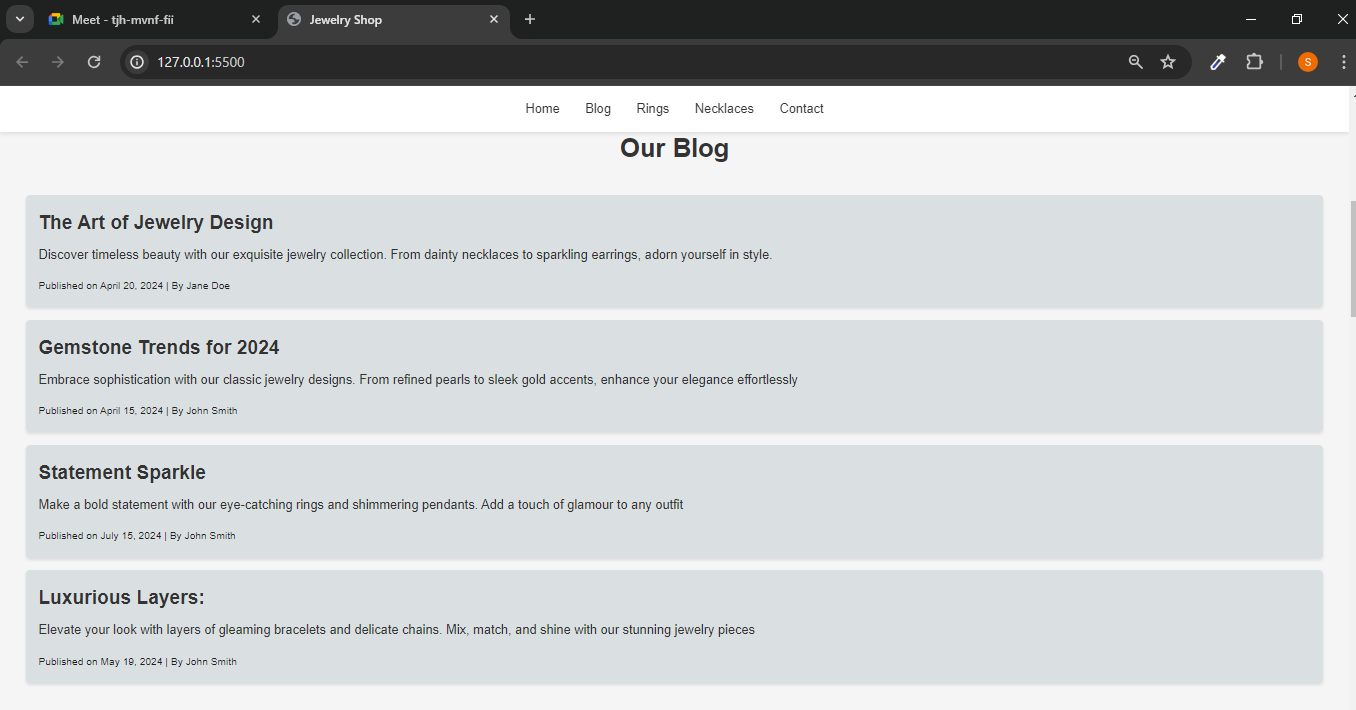 Meet - tjh-mvnf-fii
Jewelry Shop
127.0.0.1:5500
S
Home Blog Rings Necklaces Contact
Our Blog
The Art of Jewelry Design
Discover timeless beauty with our exquisite jewelry collection. From dainty necklaces to sparkling earrings, adorn yourself in style.
Published on April 20, 2024 | By Jane Doe
Gemstone Trends for 2024
Embrace sophistication with our classic jewelry designs. From refined pearls to sleek gold accents, enhance your elegance effortlessly
Published on April 15, 2024 | By John Smith
Statement Sparkle
Make a bold statement with our eye-catching rings and shimmering pendants. Add a touch of glamour to any outfit
Published on July 15, 2024 | By John Smith
Luxurious Layers:
Elevate your look with layers of gleaming bracelets and delicate chains. Mix, match, and shine with our stunning jewelry pieces
Published on May 19, 2024 | By John Smith